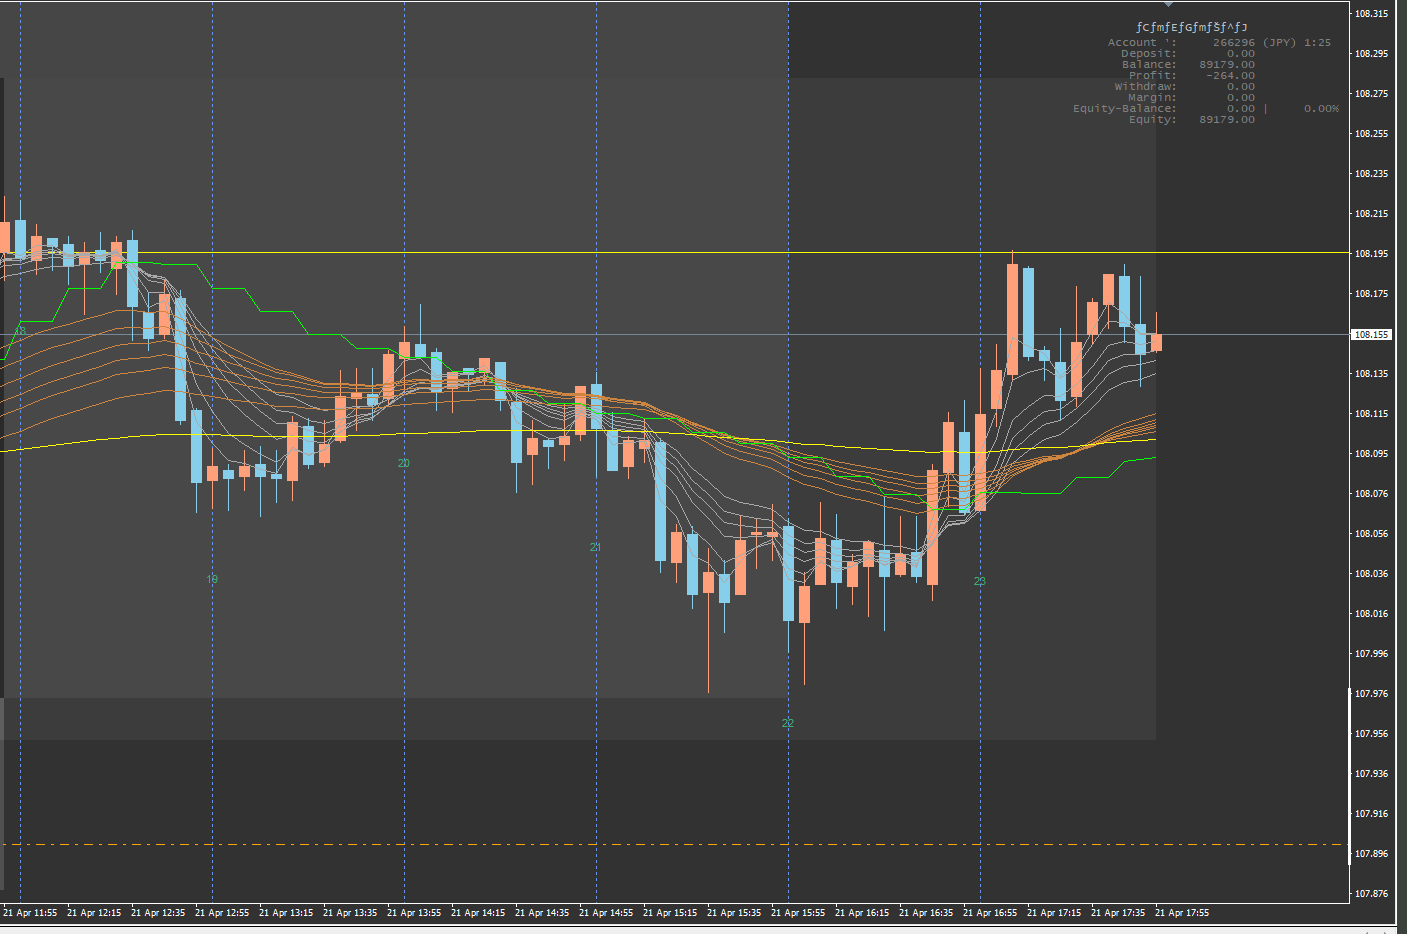 ƒCƒmƒEƒGƒmƒŠƒ^ƒJ
Account ': 266296 (JPY) 1:25
Deposit: 0.00
Balance: 89179.00
Profit: -264.00
Withdraw: 0.00
Margin: 0.00
Equity-Balance: 0.00 | 0.00%
Equity: 89179.00
108.315
108.295
108.275
108.255
108.235
108.215
108.195
108.175
108.155
108.135
108.115
108.095
108.076
108.056
108.036
108.016
107.996
107.976
107.956
107.936
107.916
107.896
107.876
18
19
20
21
22
23
21 Apr 11:55 21 Apr 12:15 21 Apr 12:35 21 Apr 12:55 21 Apr 13:15 21 Apr 13:35 21 Apr 13:55 21 Apr 14:15 21 Apr 14:35 21 Apr 14:55 21 Apr 15:15 21 Apr 15:35 21 Apr 15:55 21 Apr 16:15 21 Apr 16:35 21 Apr 16:55 21 Apr 17:15 21 Apr 17:35 21 Apr 17:55